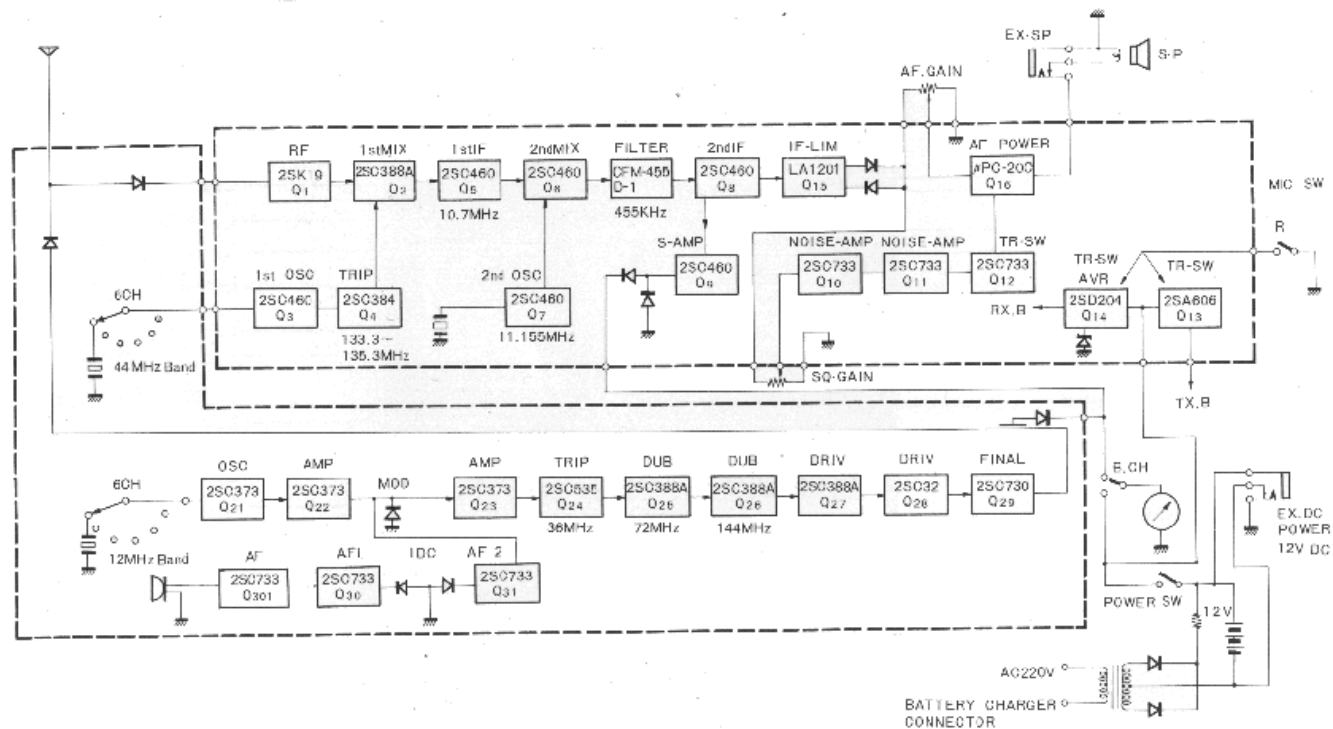 EX-SP
S-P
AF.GAIN
RF
2SK19
Q1
1stMIX
2SC388A
Q2
1stIF
2SC460
Q5
10.7MHz
2ndMIX
2SC460
Q6
FILTER
CFM-455
D-1
455KHz
2ndIF
2SC460
Q8
IF-LIM
LA1201
Q15
AF POWER
μPC-20C
Q16
MIC SW
R
S-AMP
2SC460
Q9
NOISE-AMP
2SC733
Q10
NOISE-AMP
2SC733
Q11
TR-SW
2SC733
Q12
TR-SW
AVR
2SD204
Q14
TR-SW
2SA606
Q13
RX.B
TX.B
1st OSC
2SC460
Q3
TRIP
2SC384
Q4
133.3~
135.3MHz
2nd OSC
2SC460
Q7
11.155MHz
6CH
44MHz Band
SQ-GAIN
OSC
2SC373
Q21
AMP
2SC373
Q22
MOD
AMP
2SC373
Q23
TRIP
2SC535
Q24
36MHz
DUB
2SC388A
Q25
72MHz
DUB
2SC388A
Q26
144MHz
DRIV
2SC388A
Q27
DRIV
2SC32
Q28
FINAL
2SC730
Q29
6CH
12MHz Band
AF
2SC733
Q301
AF1
2SC733
Q30
IDC
AF 2
2SC733
Q31
B.CH
EX.DC
POWER
12V DC
POWER SW
12V
AC220V
BATTERY CHARGER
CONNECTOR